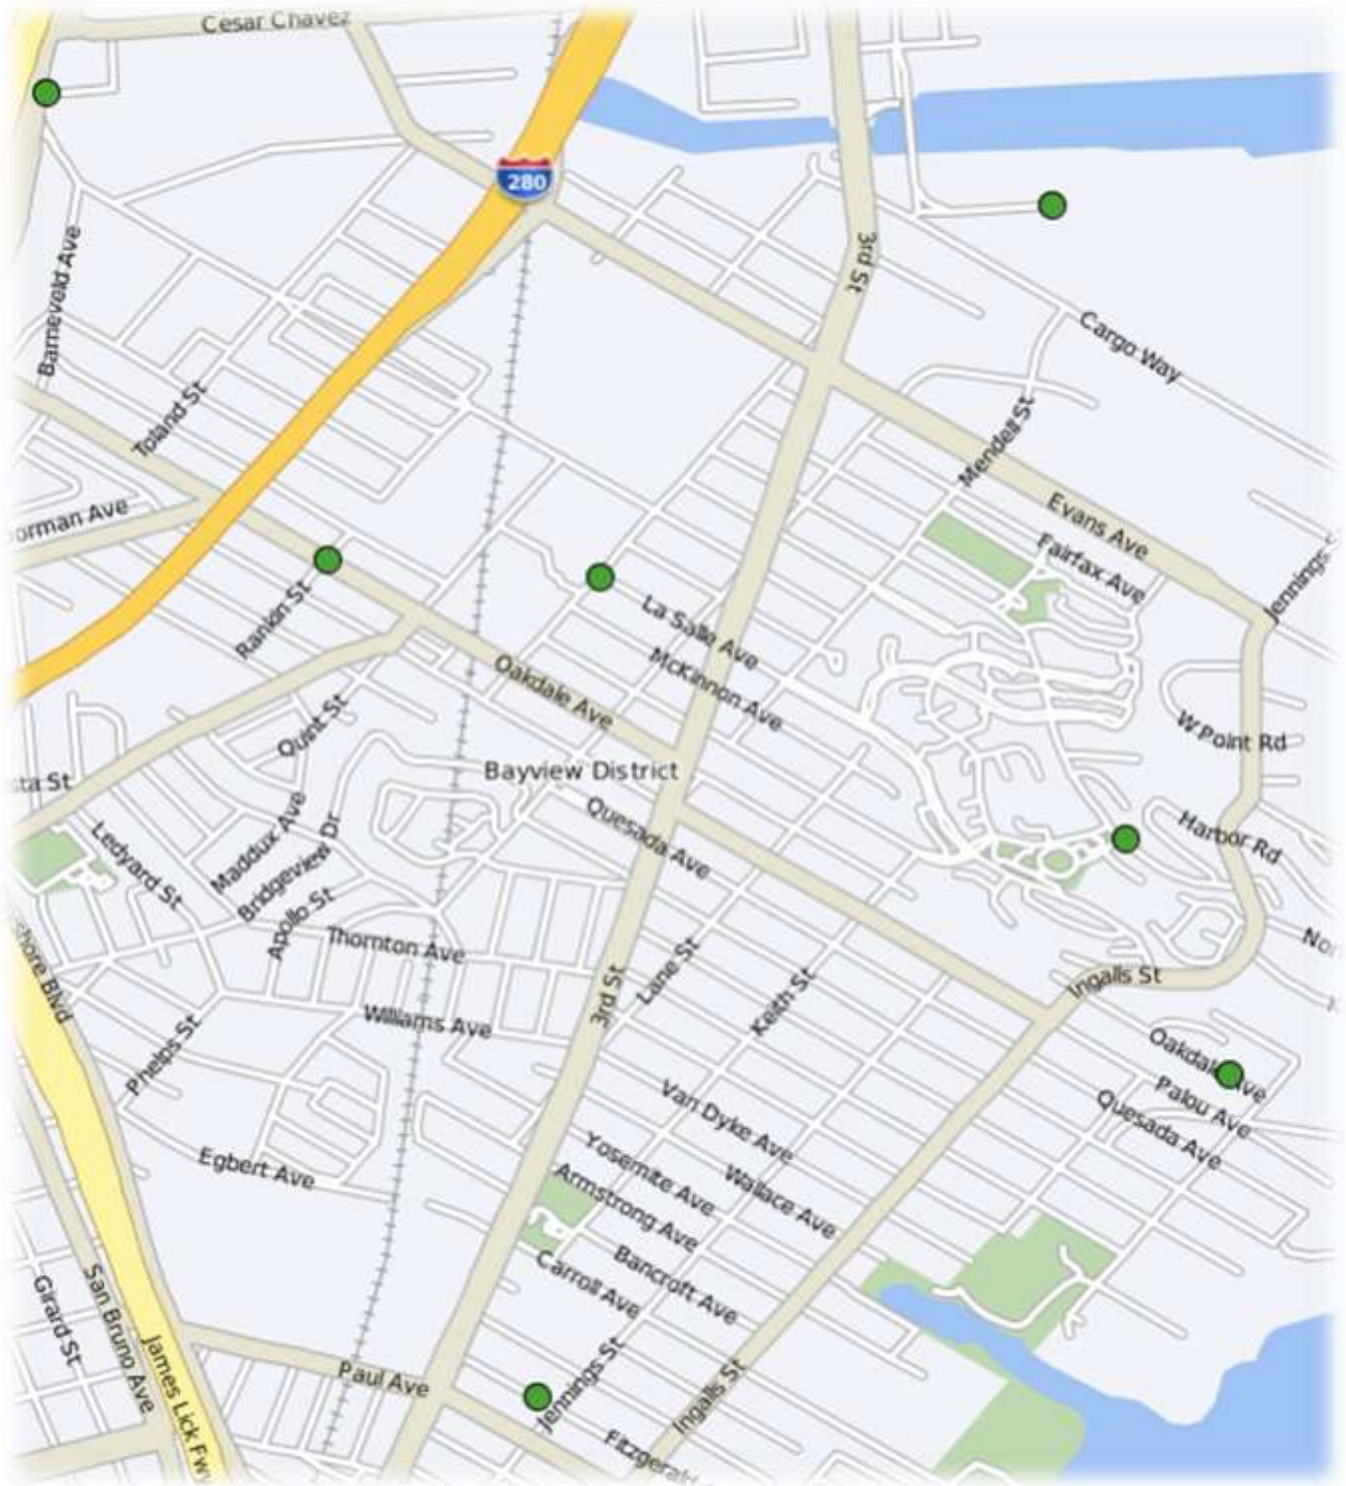 Cesar Chavez
280
3rd St
Barneveld Ave
Cargo Way
Toland St
Mendell St
Evans Ave
orman Ave
Fairfax Ave
Jennings S
Rankin St
La Salle Ave
McKinnon Ave
Oakdale Ave
Quint St
W Point Rd
Bayview District
sta St
Quesada Ave
Maddux Ave
Harbor Rd
Ledyard St
Bridgeview Dr
Apollo St
Thornton Ave
shore Blvd
Lane St
Nor
Ingalls St
3rd St
Keith St
Williams Ave
Phelps St
Oakdale Ave
Palou Ave
Quesada Ave
Van Dyke Ave
Yosemite Ave
Wallace Ave
Egbert Ave
Armstrong Ave
Bancroft Ave
Carroll Ave
Girard St
San Bruno Ave
James Lick Fwy
Paul Ave
Jennings St
Ingalls St
Fitzgerald